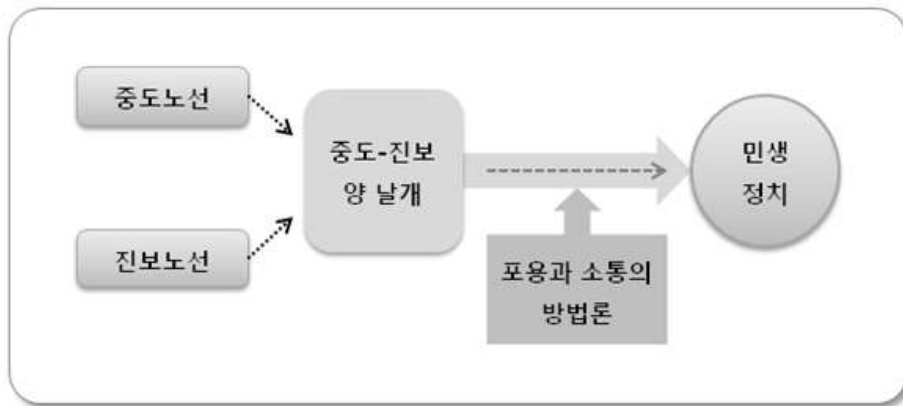 중도노선
진보노선
중도-진보
양 날개
포용과 소통의
방법론
민생
정치